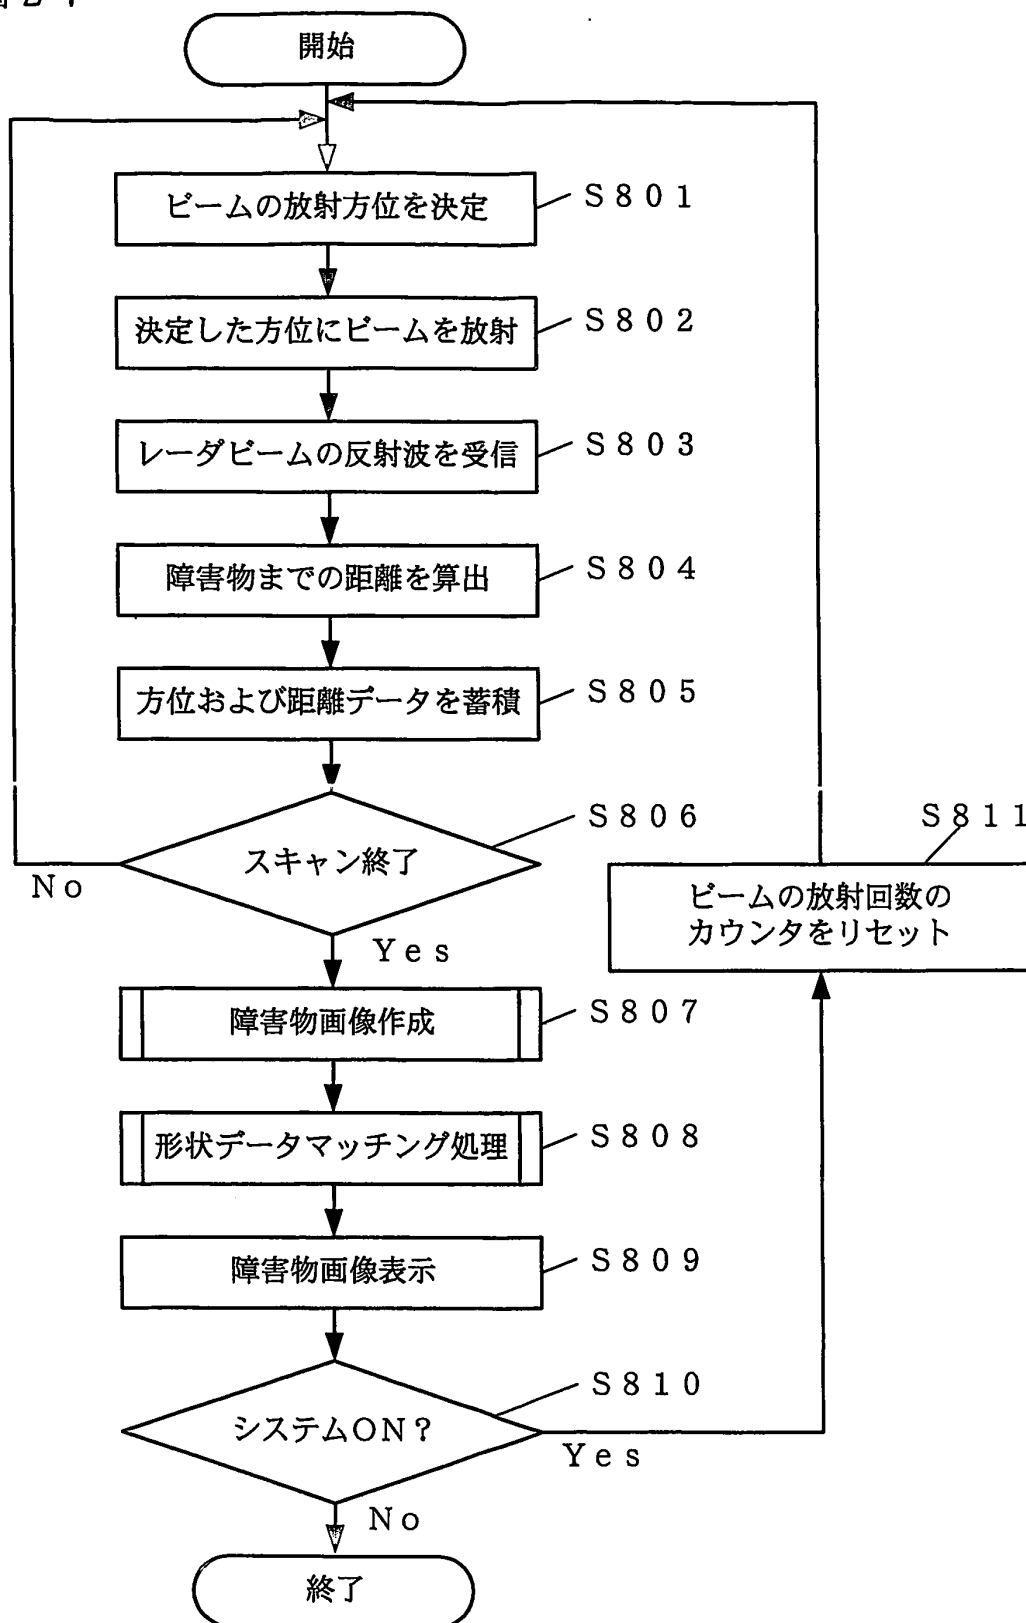 開始
ビームの放射方位を決定
S801
決定した方位にビームを放射
S802
レーダビームの反射波を受信
S803
障害物までの距離を算出
S804
方位および距離データを蓄積
S805
スキャン終了
S806
No
Yes
S811
ビームの放射回数の
カウンタをリセット
障害物画像作成
S807
形状データマッチング処理
S808
障害物画像表示
S809
システムON?
S810
Yes
No
終了